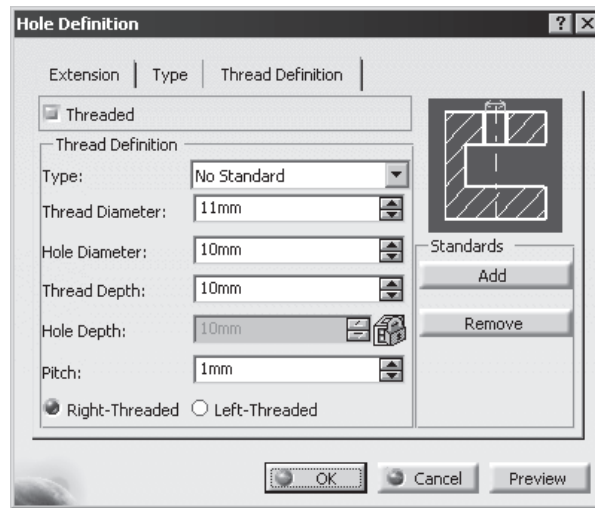 Hole Definition
Extension Type Thread Definition
Threaded
Thread Definition
Type: No Standard
Thread Diameter: 11mm
Hole Diameter: 10mm
Thread Depth: 10mm
Hole Depth: 10mm
Pitch: 1mm
Right-Threaded Left-Threaded
Standards
Add
Remove
OK Cancel Preview